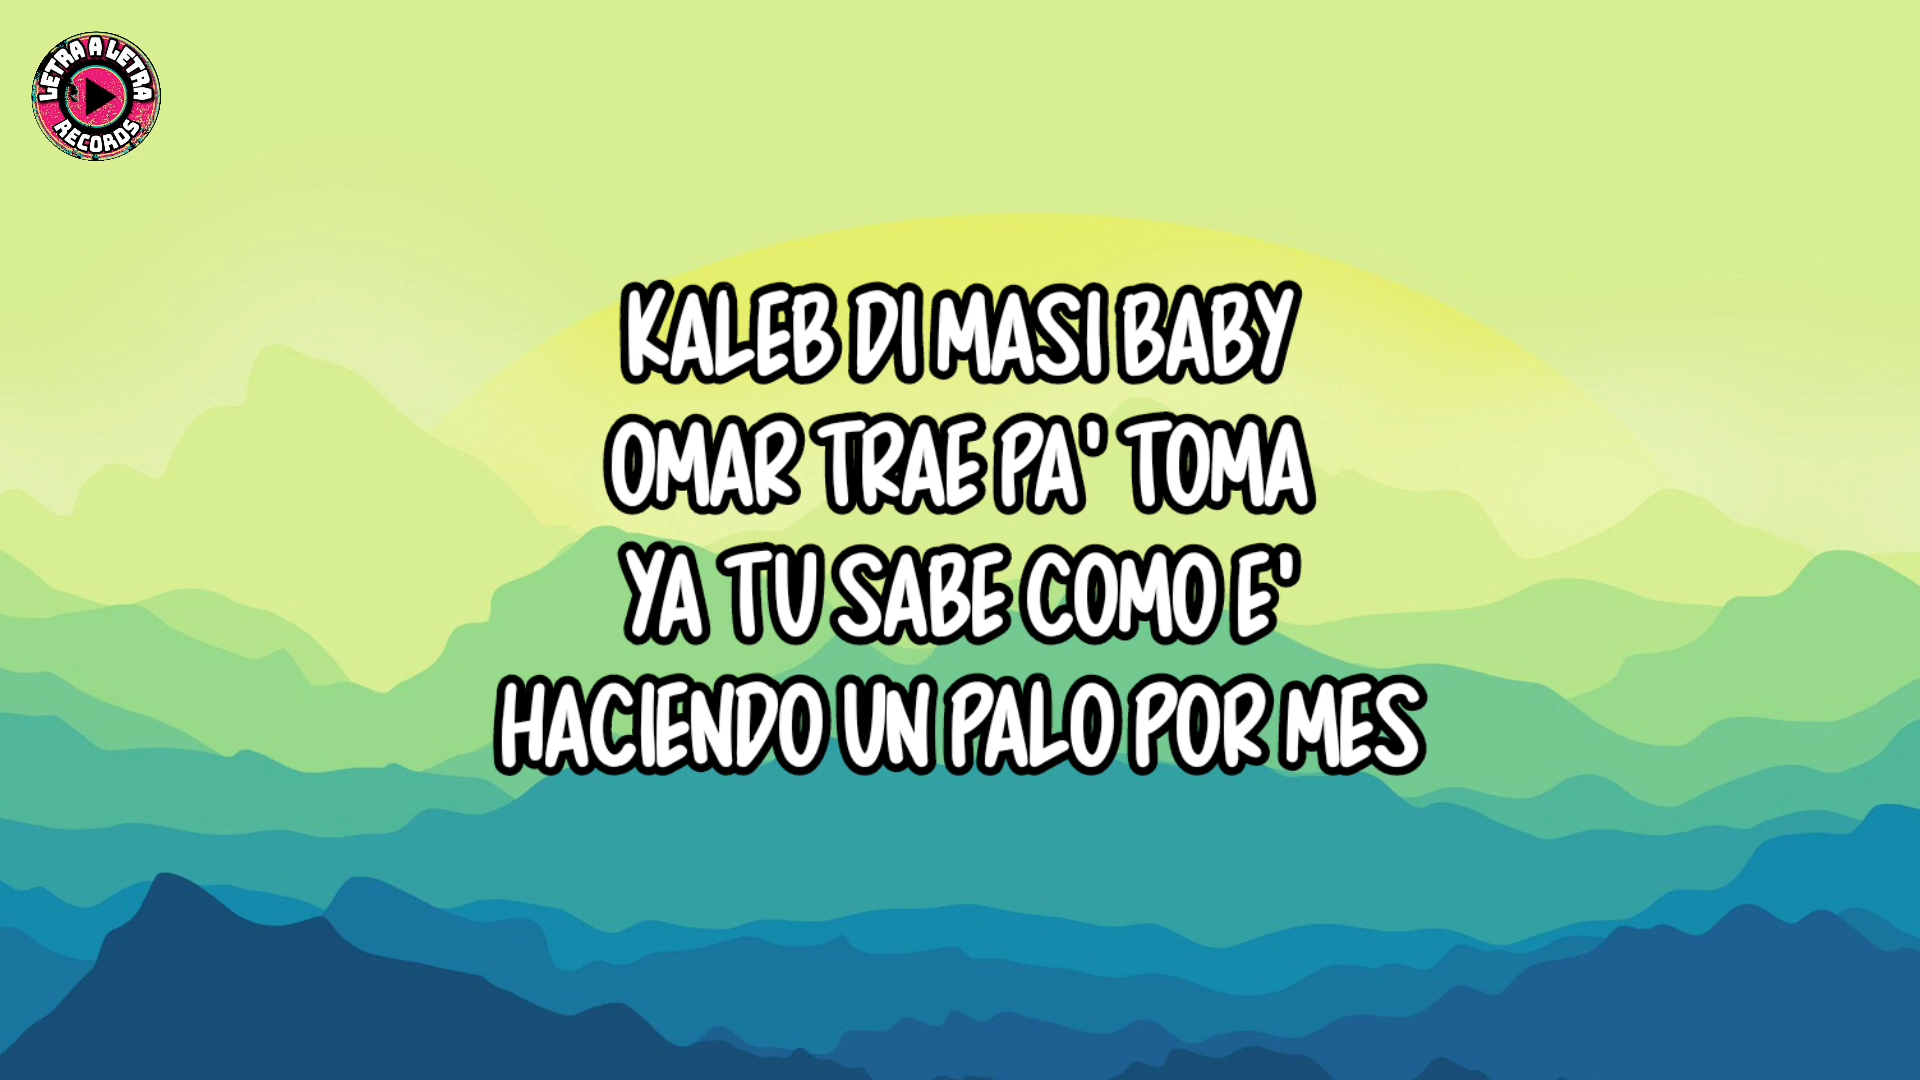 LETRA A LETRA
RECORDS
KALEB DI MASI BABY
OMAR TRAE PA' TOMA
YA TU SABE COMO E'
HACIENDO UN PALO POR MES